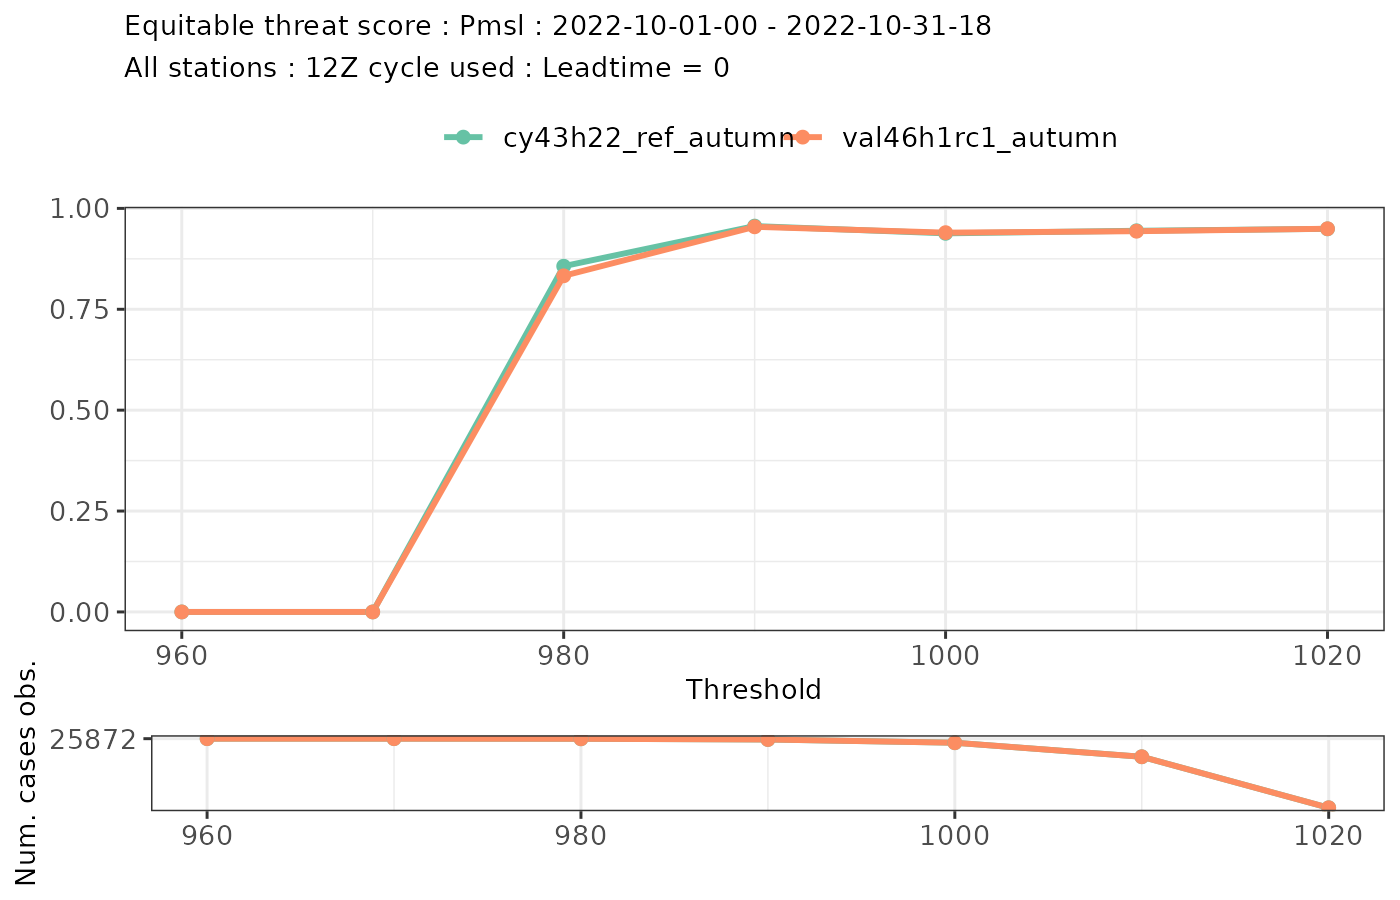 Equitable threat score : Pmsl : 2022-10-01-00 - 2022-10-31-18
All stations : 12Z cycle used : Leadtime = 0
cy43h22_ref_autumn val46h1rc1_autumn
1.00
0.75
0.50
0.25
0.00
960 980 1000 1020
Threshold
Num. cases obs.
25872
960 980 1000 1020